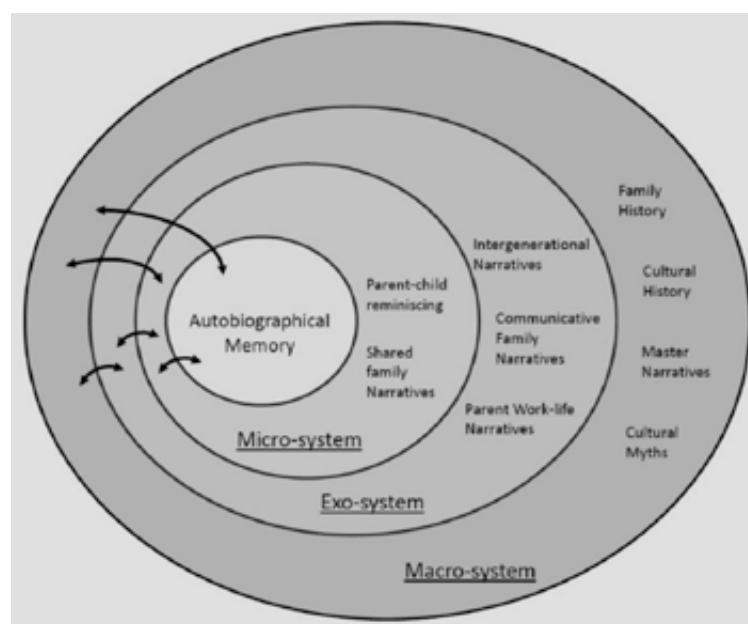 Family
History
Intergenerational
Narratives
Cultural
History
Parent-child
reminiscing
Autobiographical
Memory
Communicative
Family
Narratives
Shared
family
Narratives
Master
Narratives
Parent Work-life
Narratives
Cultural
Myths
Micro-system
Exo-system
Macro-system